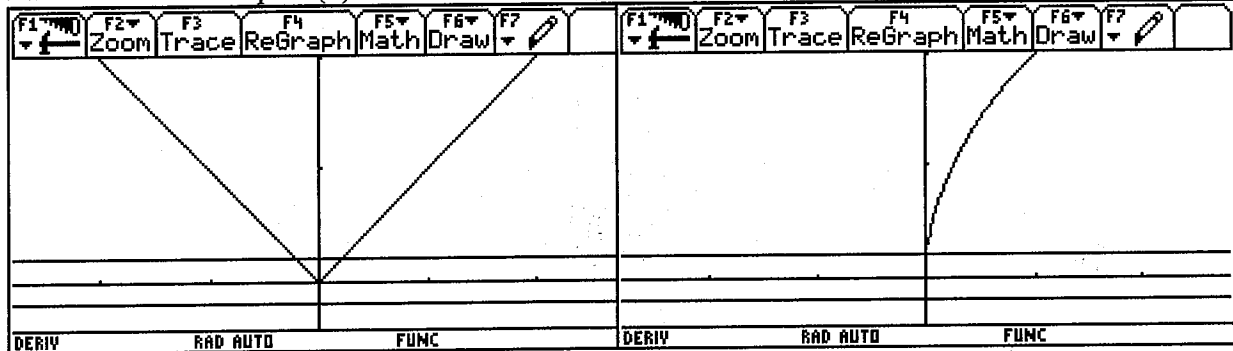 F1 F2 F3 F4 F5 F6 F7
Zoom Trace ReGraph Math Draw
F1 F2 F3 F4 F5 F6 F7
Zoom Trace ReGraph Math Draw
DERIV RAD AUTO FUNC
DERIV RAD AUTO FUNC